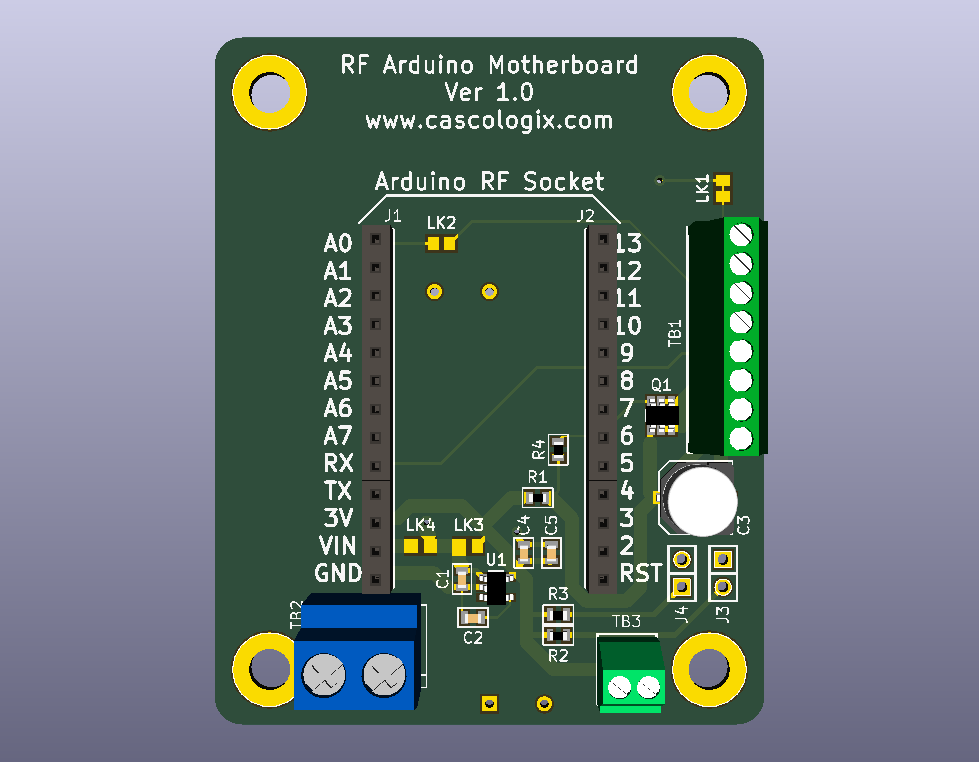 RF Arduino Motherboard
Ver 1.0
www.cascologix.com
Arduino RF Socket
LK1
J1
J2
LK2
A0
13
A1
12
A2
11
A3
10
A4
9
A5
8
A6
7
A7
6
RX
5
TX
4
3V
3
VIN
2
GND
RST
TB1
Q1
R4
R1
C3
LK4
LK3
C4
C5
U1
C1
C2
R3
R2
J4
J3
TB2
TB3